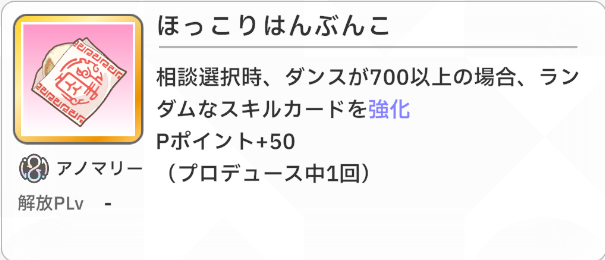 ほっこりはんぶんこ
相談選択時、ダンスが700以上の場合、ラン
ダムなスキルカードを強化
Pポイント+50
（プロデュース中1回）
アノマリー
解放PLv -